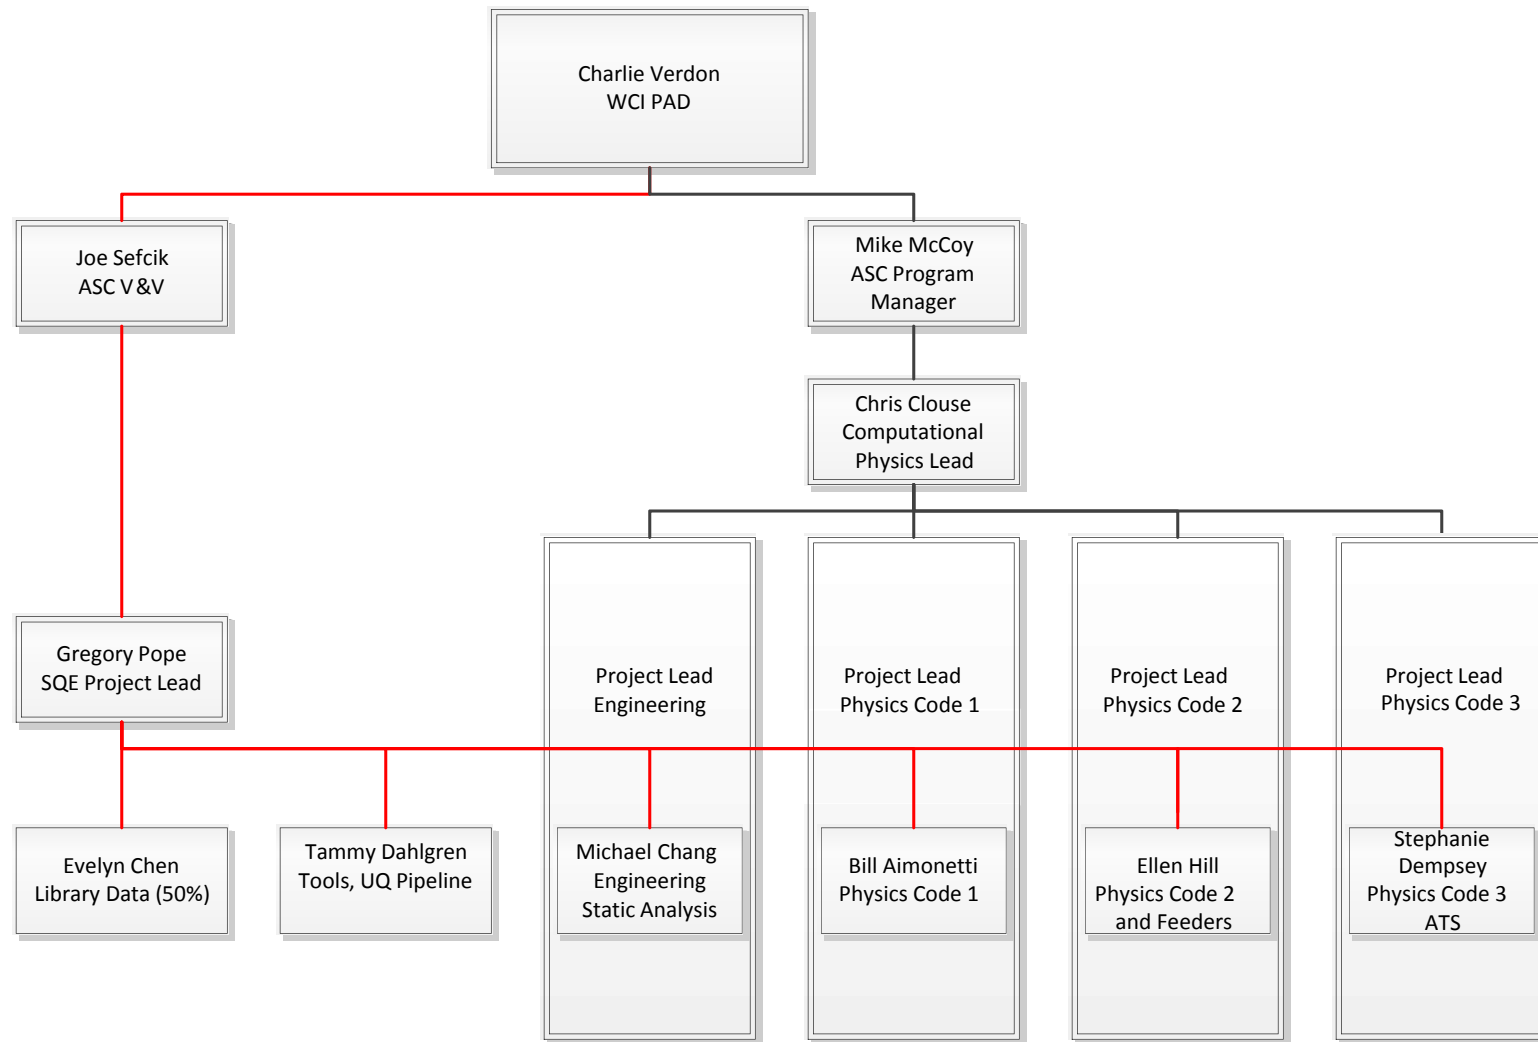 Charlie Verdon
WCI PAD
Joe Sefcik
ASC V&V
Mike McCoy
ASC Program
Manager
Chris Clouse
Computational
Physics Lead
Gregory Pope
SQE Project Lead
Project Lead
Engineering
Project Lead
Physics Code 1
Project Lead
Physics Code 2
Project Lead
Physics Code 3
Evelyn Chen
Library Data (50%)
Tammy Dahlgren
Tools, UQ Pipeline
Michael Chang
Engineering
Static Analysis
Bill Aimonetti
Physics Code 1
Ellen Hill
Physics Code 2
and Feeders
Stephanie
Dempsey
Physics Code 3
ATS